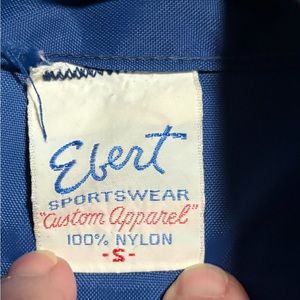 Ebert
SPORTSWEAR
"Custom Apparel"
100% NYLON
-S-